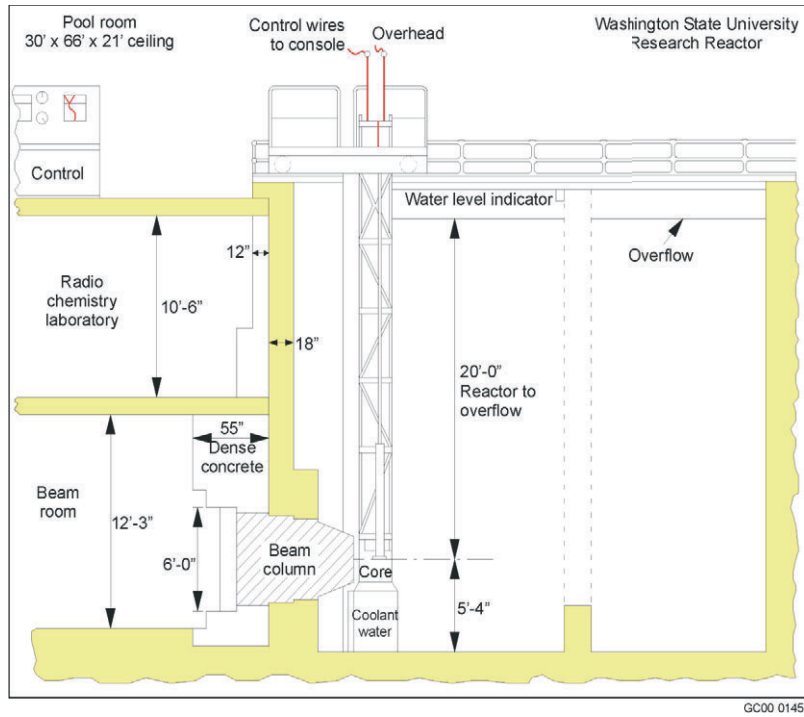 Pool room
30’ x 66’ x 21’ ceiling
Control wires
to console
Overhead
Washington State University
Research Reactor
Control
Water level indicator
Overflow
12”
Radio
chemistry
laboratory
10’-6”
18”
20’-0”
Reactor to
overflow
55”
Dense
concrete
Beam
room
12’-3”
6’-0”
Beam
column
Core
5’-4”
Coolant
water
GC00 0145